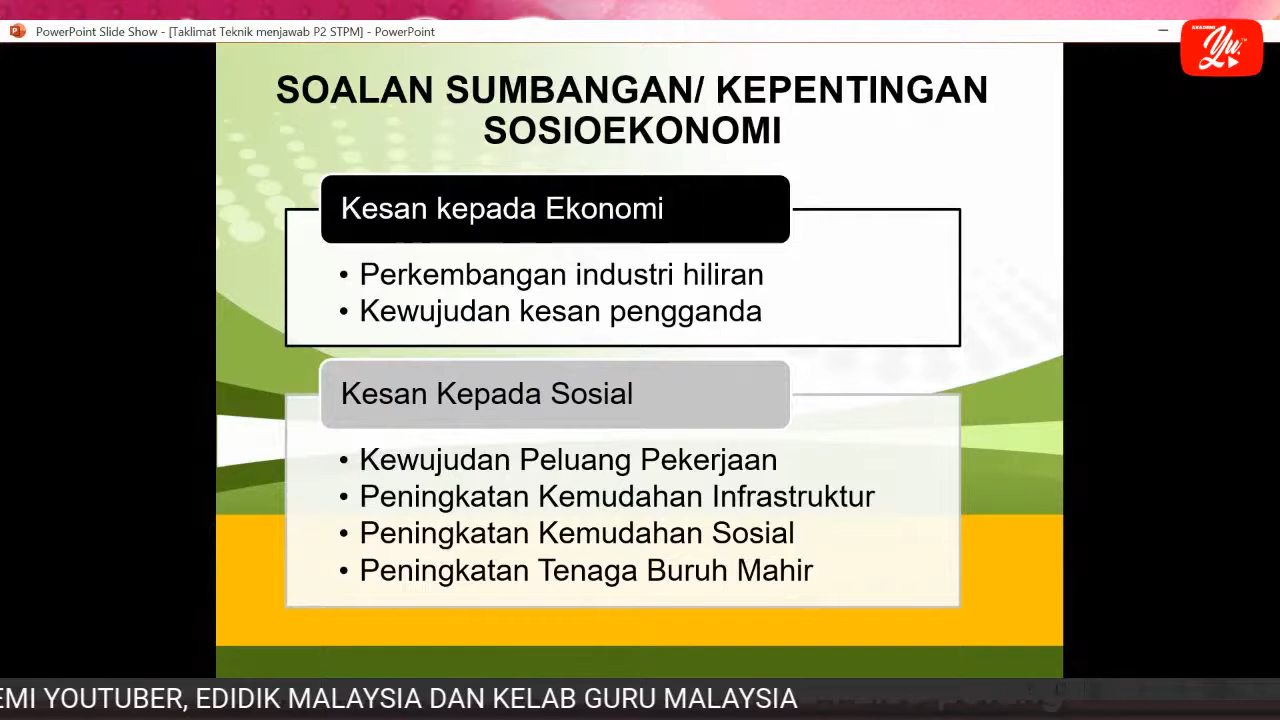 PowerPoint Slide Show - [Taklimat Teknik menjawab P2 STPM] - PowerPoint
AKADEMI
Yu
SOALAN SUMBANGAN/ KEPENTINGAN
SOSIOEKONOMI
Kesan kepada Ekonomi
• Perkembangan industri hiliran
• Kewujudan kesan pengganda
Kesan Kepada Sosial
• Kewujudan Peluang Pekerjaan
• Peningkatan Kemudahan Infrastruktur
• Peningkatan Kemudahan Sosial
• Peningkatan Tenaga Buruh Mahir
EMI YOUTUBER, EDIDIK MALAYSIA DAN KELAB GURU MALAYSIA